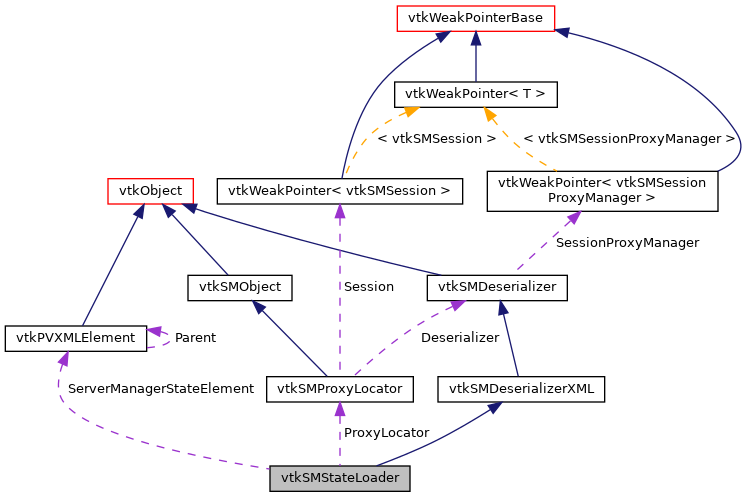 vtkWeakPointerBase
vtkWeakPointer< T >
< vtkSMSession >
< vtkSMSessionProxyManager >
vtkObject
vtkWeakPointer< vtkSMSession >
vtkWeakPointer< vtkSMSession
ProxyManager >
SessionProxyManager
vtkSMObject
Session
vtkSMDeserializer
vtkPVXMLElement
Parent
Deserializer
ServerManagerStateElement
vtkSMProxyLocator
vtkSMDeserializerXML
ProxyLocator
vtkSMStateLoader